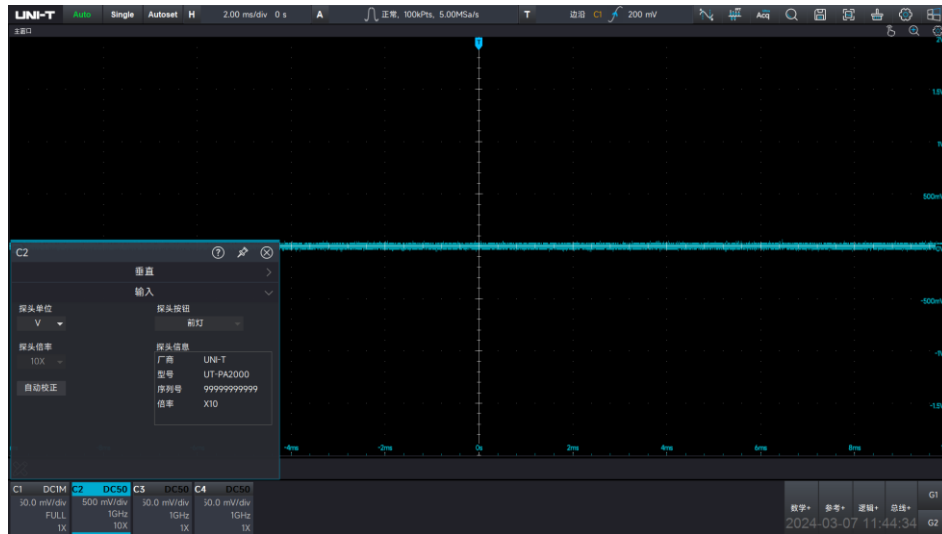 UNI-T Auto Single Autoset H 2.00 ms/div 0 s A 正常, 100kPts, 5.00MSa/s T 边沿 C1 200 mV Acq
主窗口
T
1.5V
500mV
C2
垂直
输入
探头单位 探头按钮
V 前灯
-500mV
探头倍率 探头信息
10X 厂商 UNI-T
型号 UT-PA2000
自动校正 序列号 99999999999
倍率 X10
-1.5V
-4ms -2ms 0s 2ms 4ms 6ms 8ms
C1 DC1M C2 DC50 C3 DC50 C4 DC50
50.0 mV/div 500 mV/div 50.0 mV/div 50.0 mV/div
FULL 1GHz 1GHz 1GHz
1X 10X 1X 1X
G1
数学+ 参考+ 逻辑+ 总线+
2024-03-07 11:44:34 G2